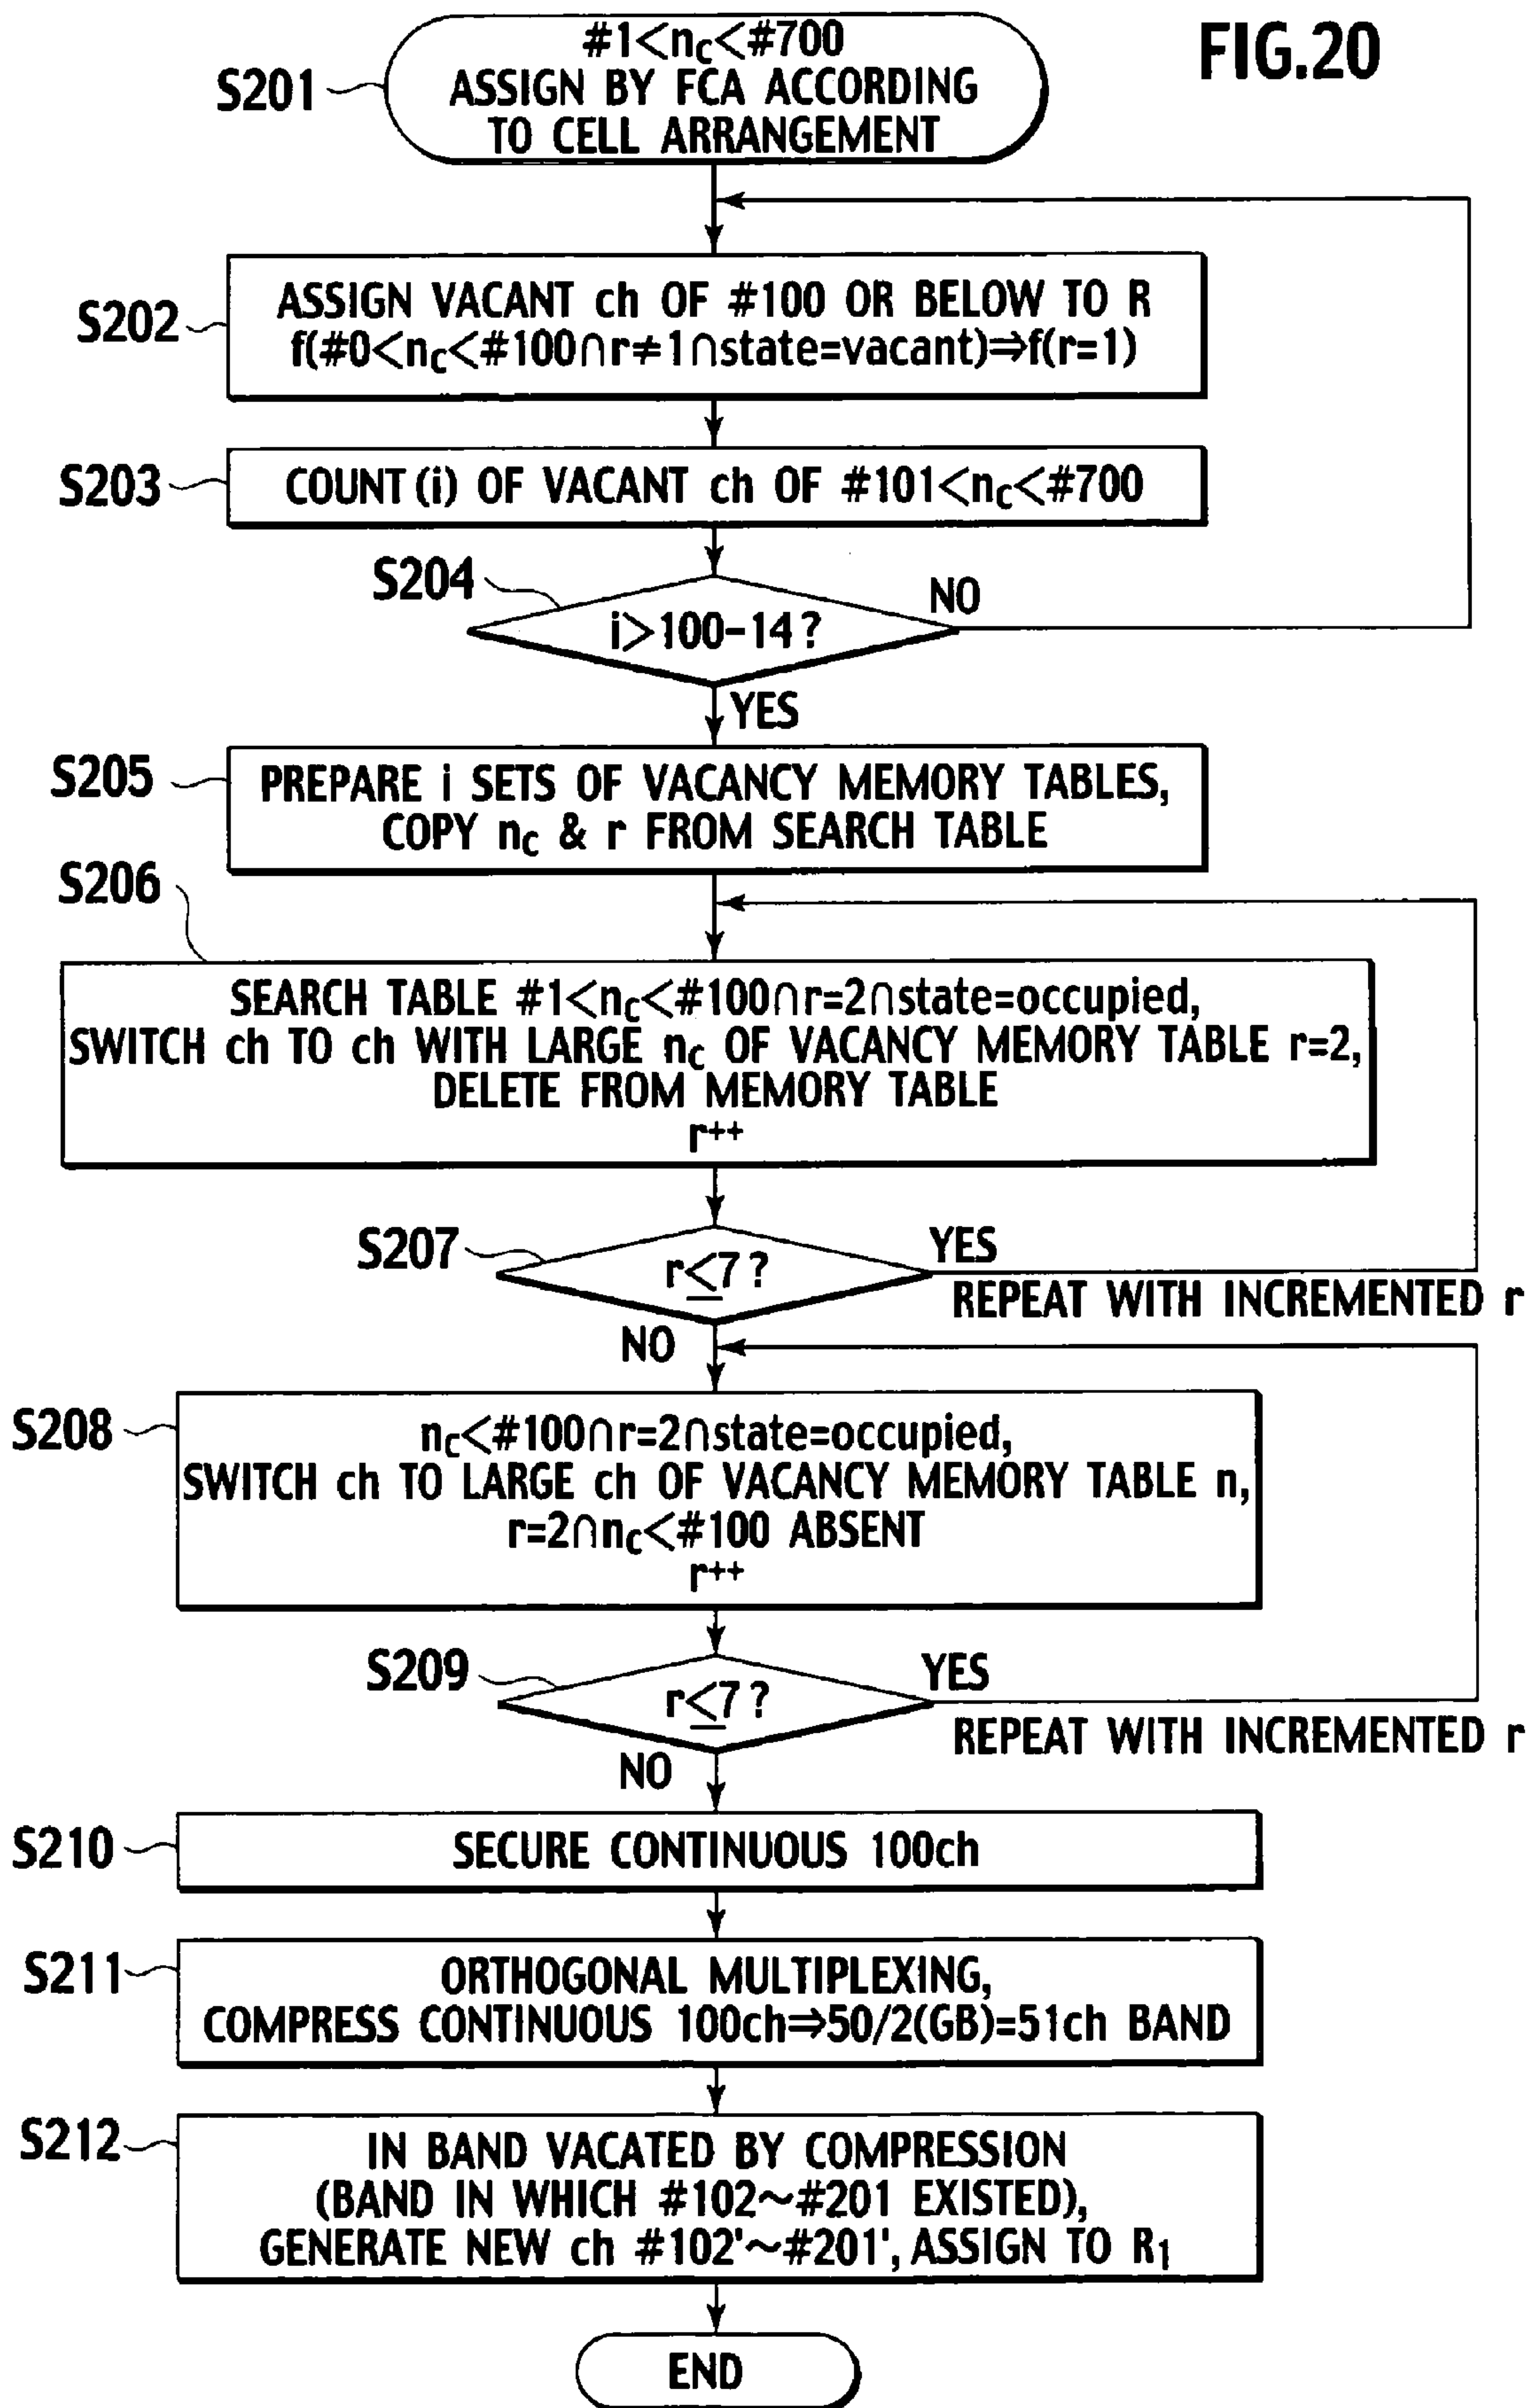 FIG.20
S201
#1<nc<#700
ASSIGN BY FCA ACCORDING
TO CELL ARRANGEMENT
S202
ASSIGN VACANT ch OF #100 OR BELOW TO R
f(#0<nc<#100∩r≠1∩state=vacant)⇒f(r=1)
S203
COUNT(i) OF VACANT ch OF #101<nc<#700
S204
i>100-14?
NO
YES
S205
PREPARE i SETS OF VACANCY MEMORY TABLES,
COPY nc & r FROM SEARCH TABLE
S206
SEARCH TABLE #1<nc<#100∩r=2∩state=occupied,
SWITCH ch TO ch WITH LARGE nc OF VACANCY MEMORY TABLE r=2,
DELETE FROM MEMORY TABLE
r++
S207
r≤7?
YES
REPEAT WITH INCREMENTED r
NO
S208
nc<#100∩r=2∩state=occupied,
SWITCH ch TO LARGE ch OF VACANCY MEMORY TABLE n,
r=2∩nc<#100 ABSENT
r++
S209
r≤7?
YES
REPEAT WITH INCREMENTED r
NO
S210
SECURE CONTINUOUS 100ch
S211
ORTHOGONAL MULTIPLEXING,
COMPRESS CONTINUOUS 100ch⇒50/2(GB)=51ch BAND
S212
IN BAND VACATED BY COMPRESSION
(BAND IN WHICH #102~#201 EXISTED),
GENERATE NEW ch #102'~#201', ASSIGN TO R1
END